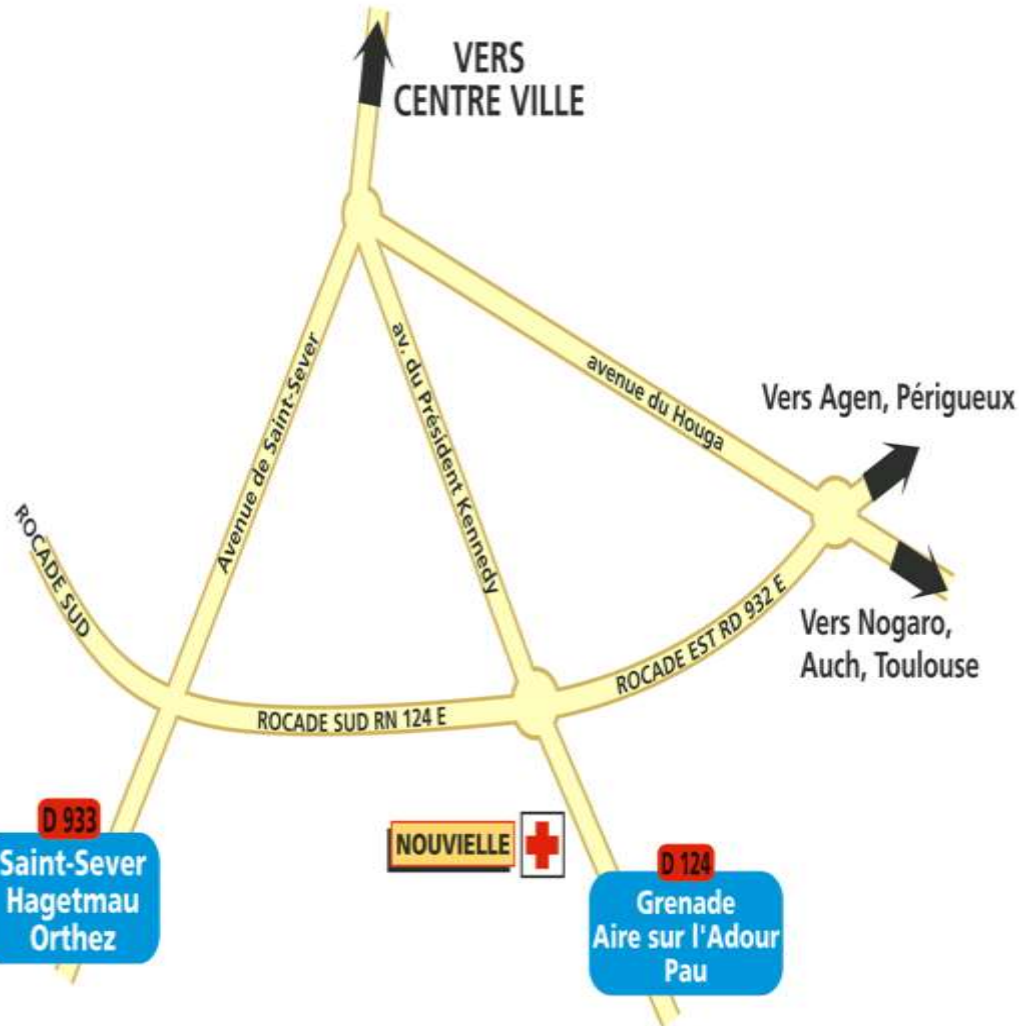 VERS
CENTRE VILLE
Avenue de Saint-Sever
av. du Président Kennedy
avenue du Houga
Vers Agen, Périgueux
ROCADE SUD
ROCADE EST RD 932 E
Vers Nogaro,
Auch, Toulouse
ROCADE SUD RN 124 E
D 933
Saint-Sever
Hagetmau
Orthez
NOUVIELLE
D 124
Grenade
Aire sur l'Adour
Pau